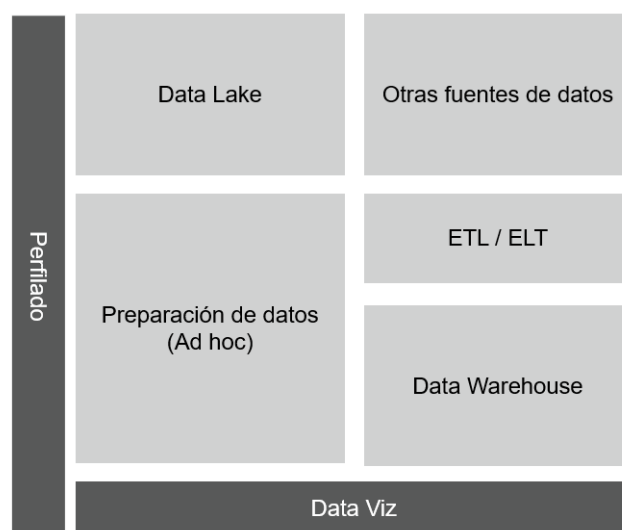 Perfilado
Data Lake
Otras fuentes de datos
Preparación de datos
(Ad hoc)
ETL / ELT
Data Warehouse
Data Viz